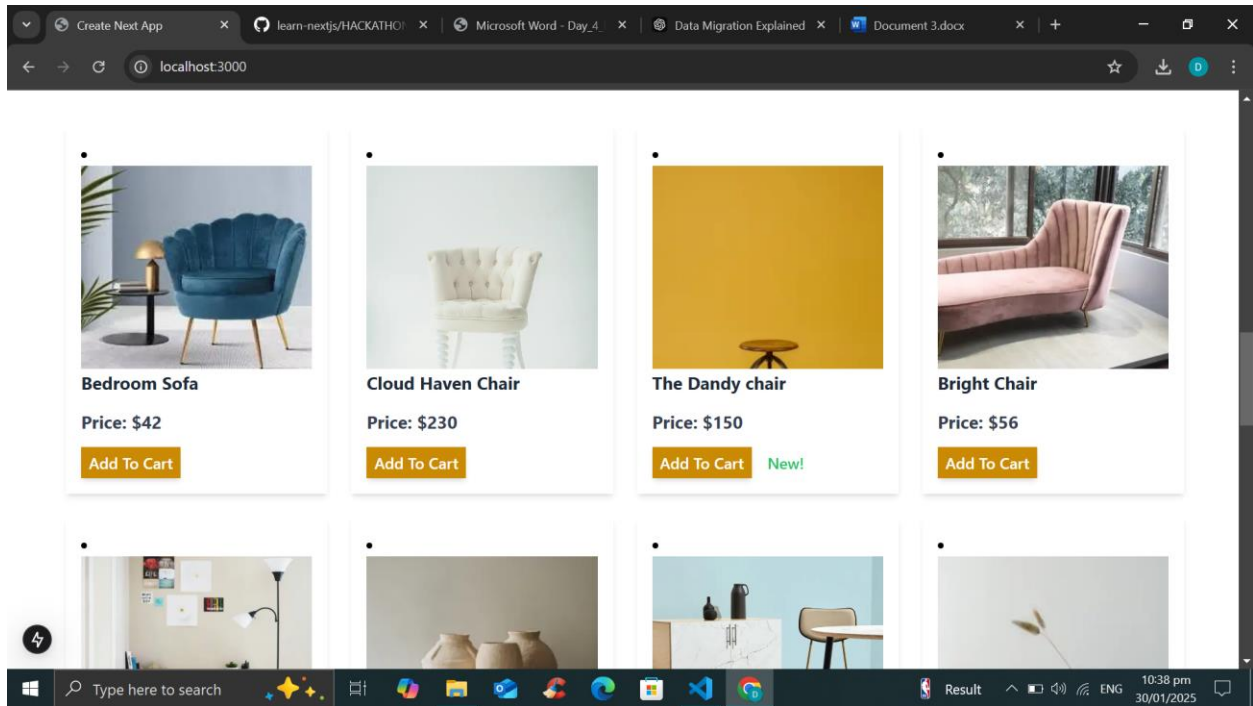 Create Next App
learn-nextjs/HACKATHON
Microsoft Word - Day_4_
Data Migration Explained
Document 3.docx
localhost:3000
D
Bedroom Sofa
Cloud Haven Chair
The Dandy chair
Bright Chair
Price: $42
Price: $230
Price: $150
Price: $56
Add To Cart
Add To Cart
Add To Cart
New!
Add To Cart
Type here to search
Result
ENG
10:38 pm
30/01/2025